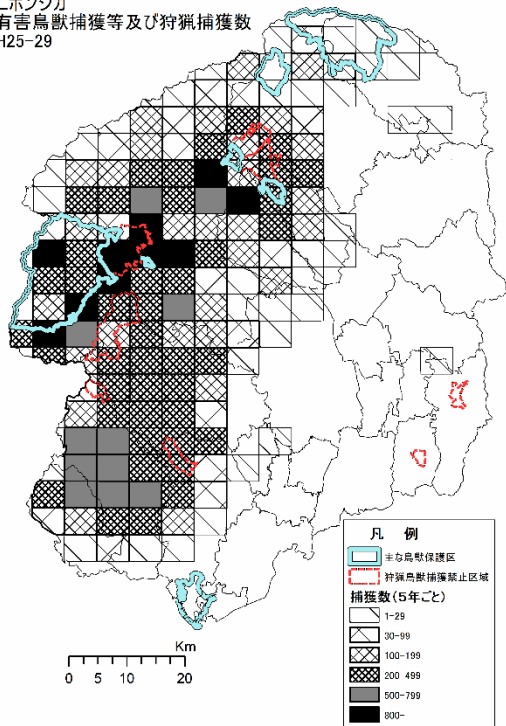 ニホンジカ
有害鳥獣捕獲等及び狩猟捕獲数
H25-29
凡 例
主な鳥獣保護区
狩猟鳥獣捕獲禁止区域
捕獲数(5年ごと)
1-29
30-99
100-199
200-499
500-799
800-
Km
0 5 10 20